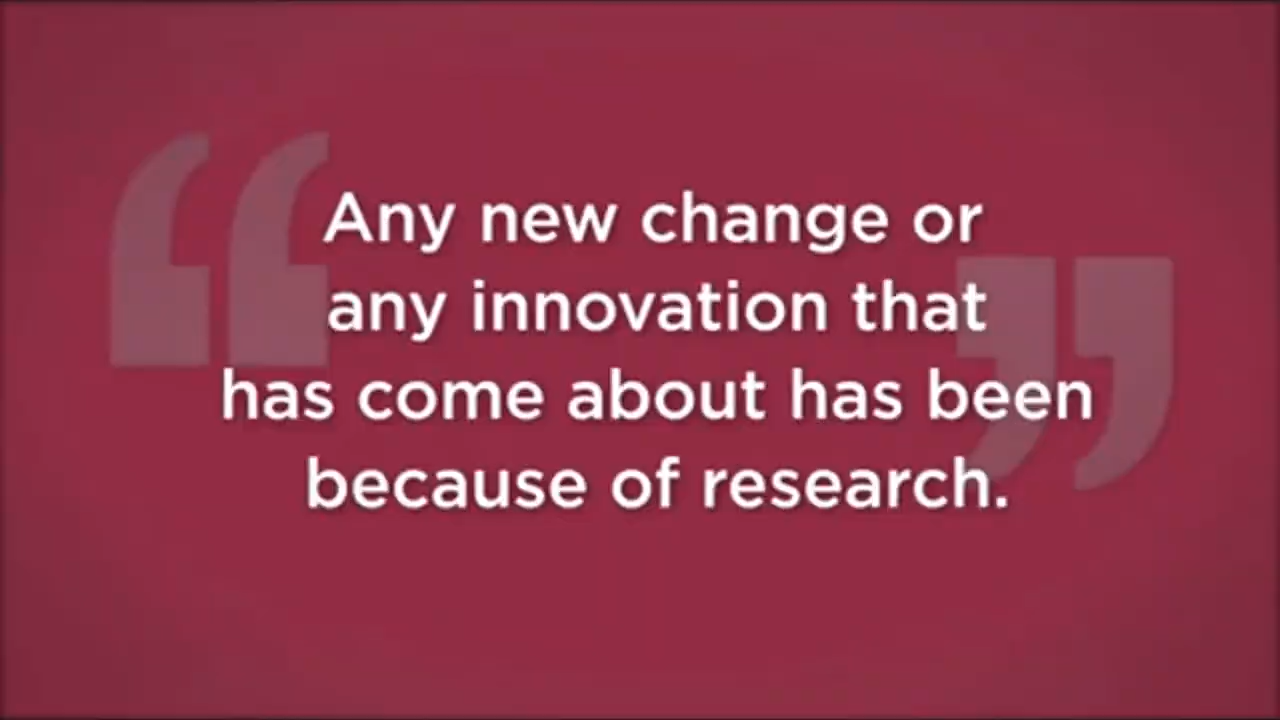 Any new change or
any innovation that
has come about has been
because of research.